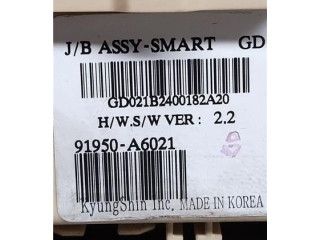 J/B ASSY-SMART GD
GD021B2400182A20
H/W.S/W VER : 2.2
91950-A6021
KyungShin Inc, MADE IN KOREA